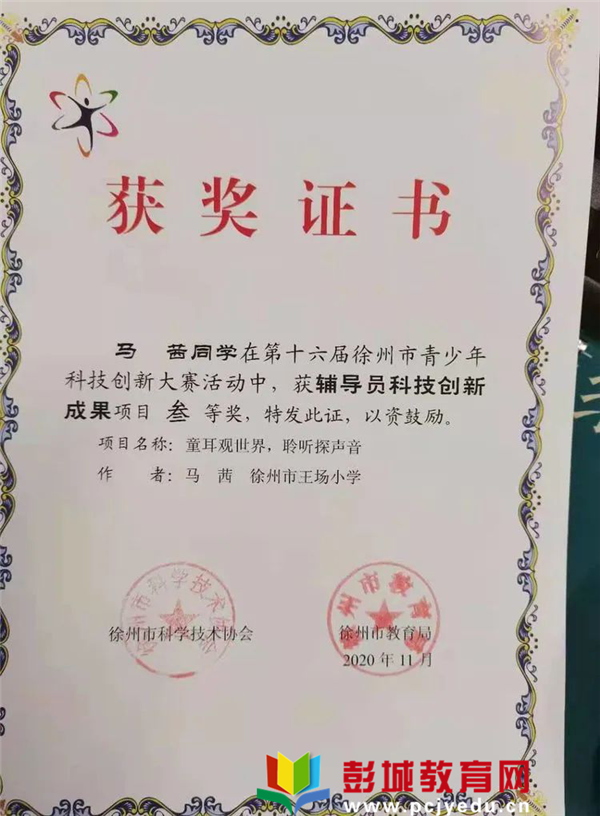 获奖证书
马 茜同学在第十六届徐州市青少年
科技创新大赛活动中，获辅导员科技创新
成果项目 叁 等奖，特发此证，以资鼓励。
项目名称：童耳观世界，聆听探声音
作 者：马 茜 徐州市王场小学
徐州市科学技术协会
徐州市教育局
2020年11月
彭城教育网
www.pcjyedu.cn